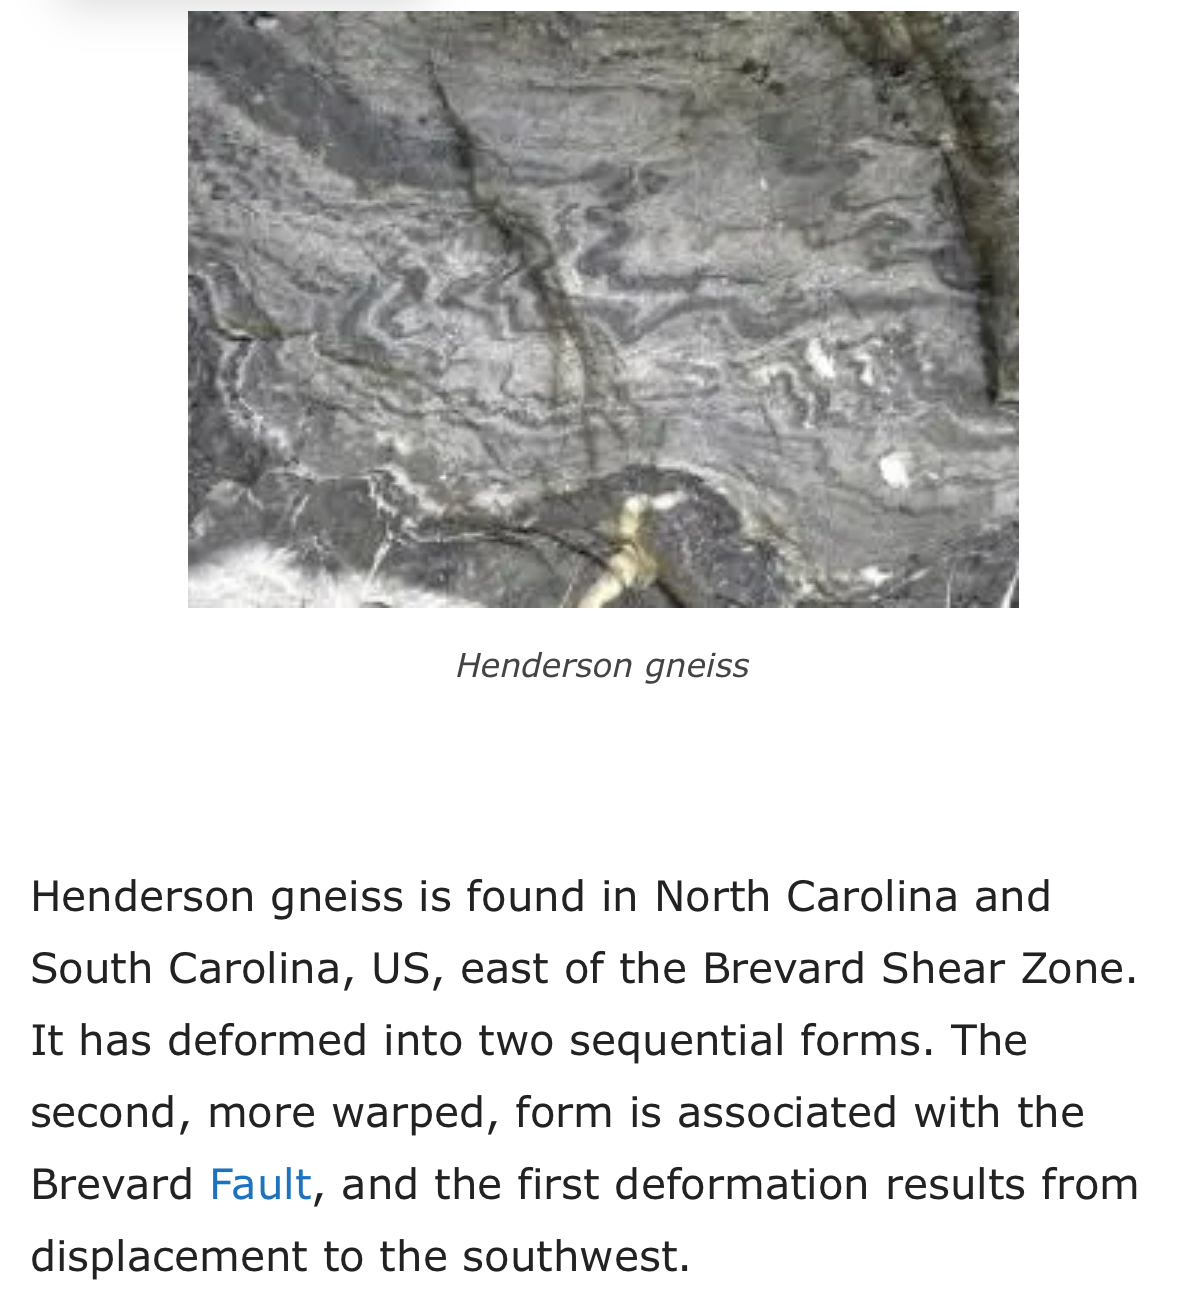 Henderson gneiss
Henderson gneiss is found in North Carolina and
South Carolina, US, east of the Brevard Shear Zone.
It has deformed into two sequential forms. The
second, more warped, form is associated with the
Brevard Fault, and the first deformation results from
displacement to the southwest.